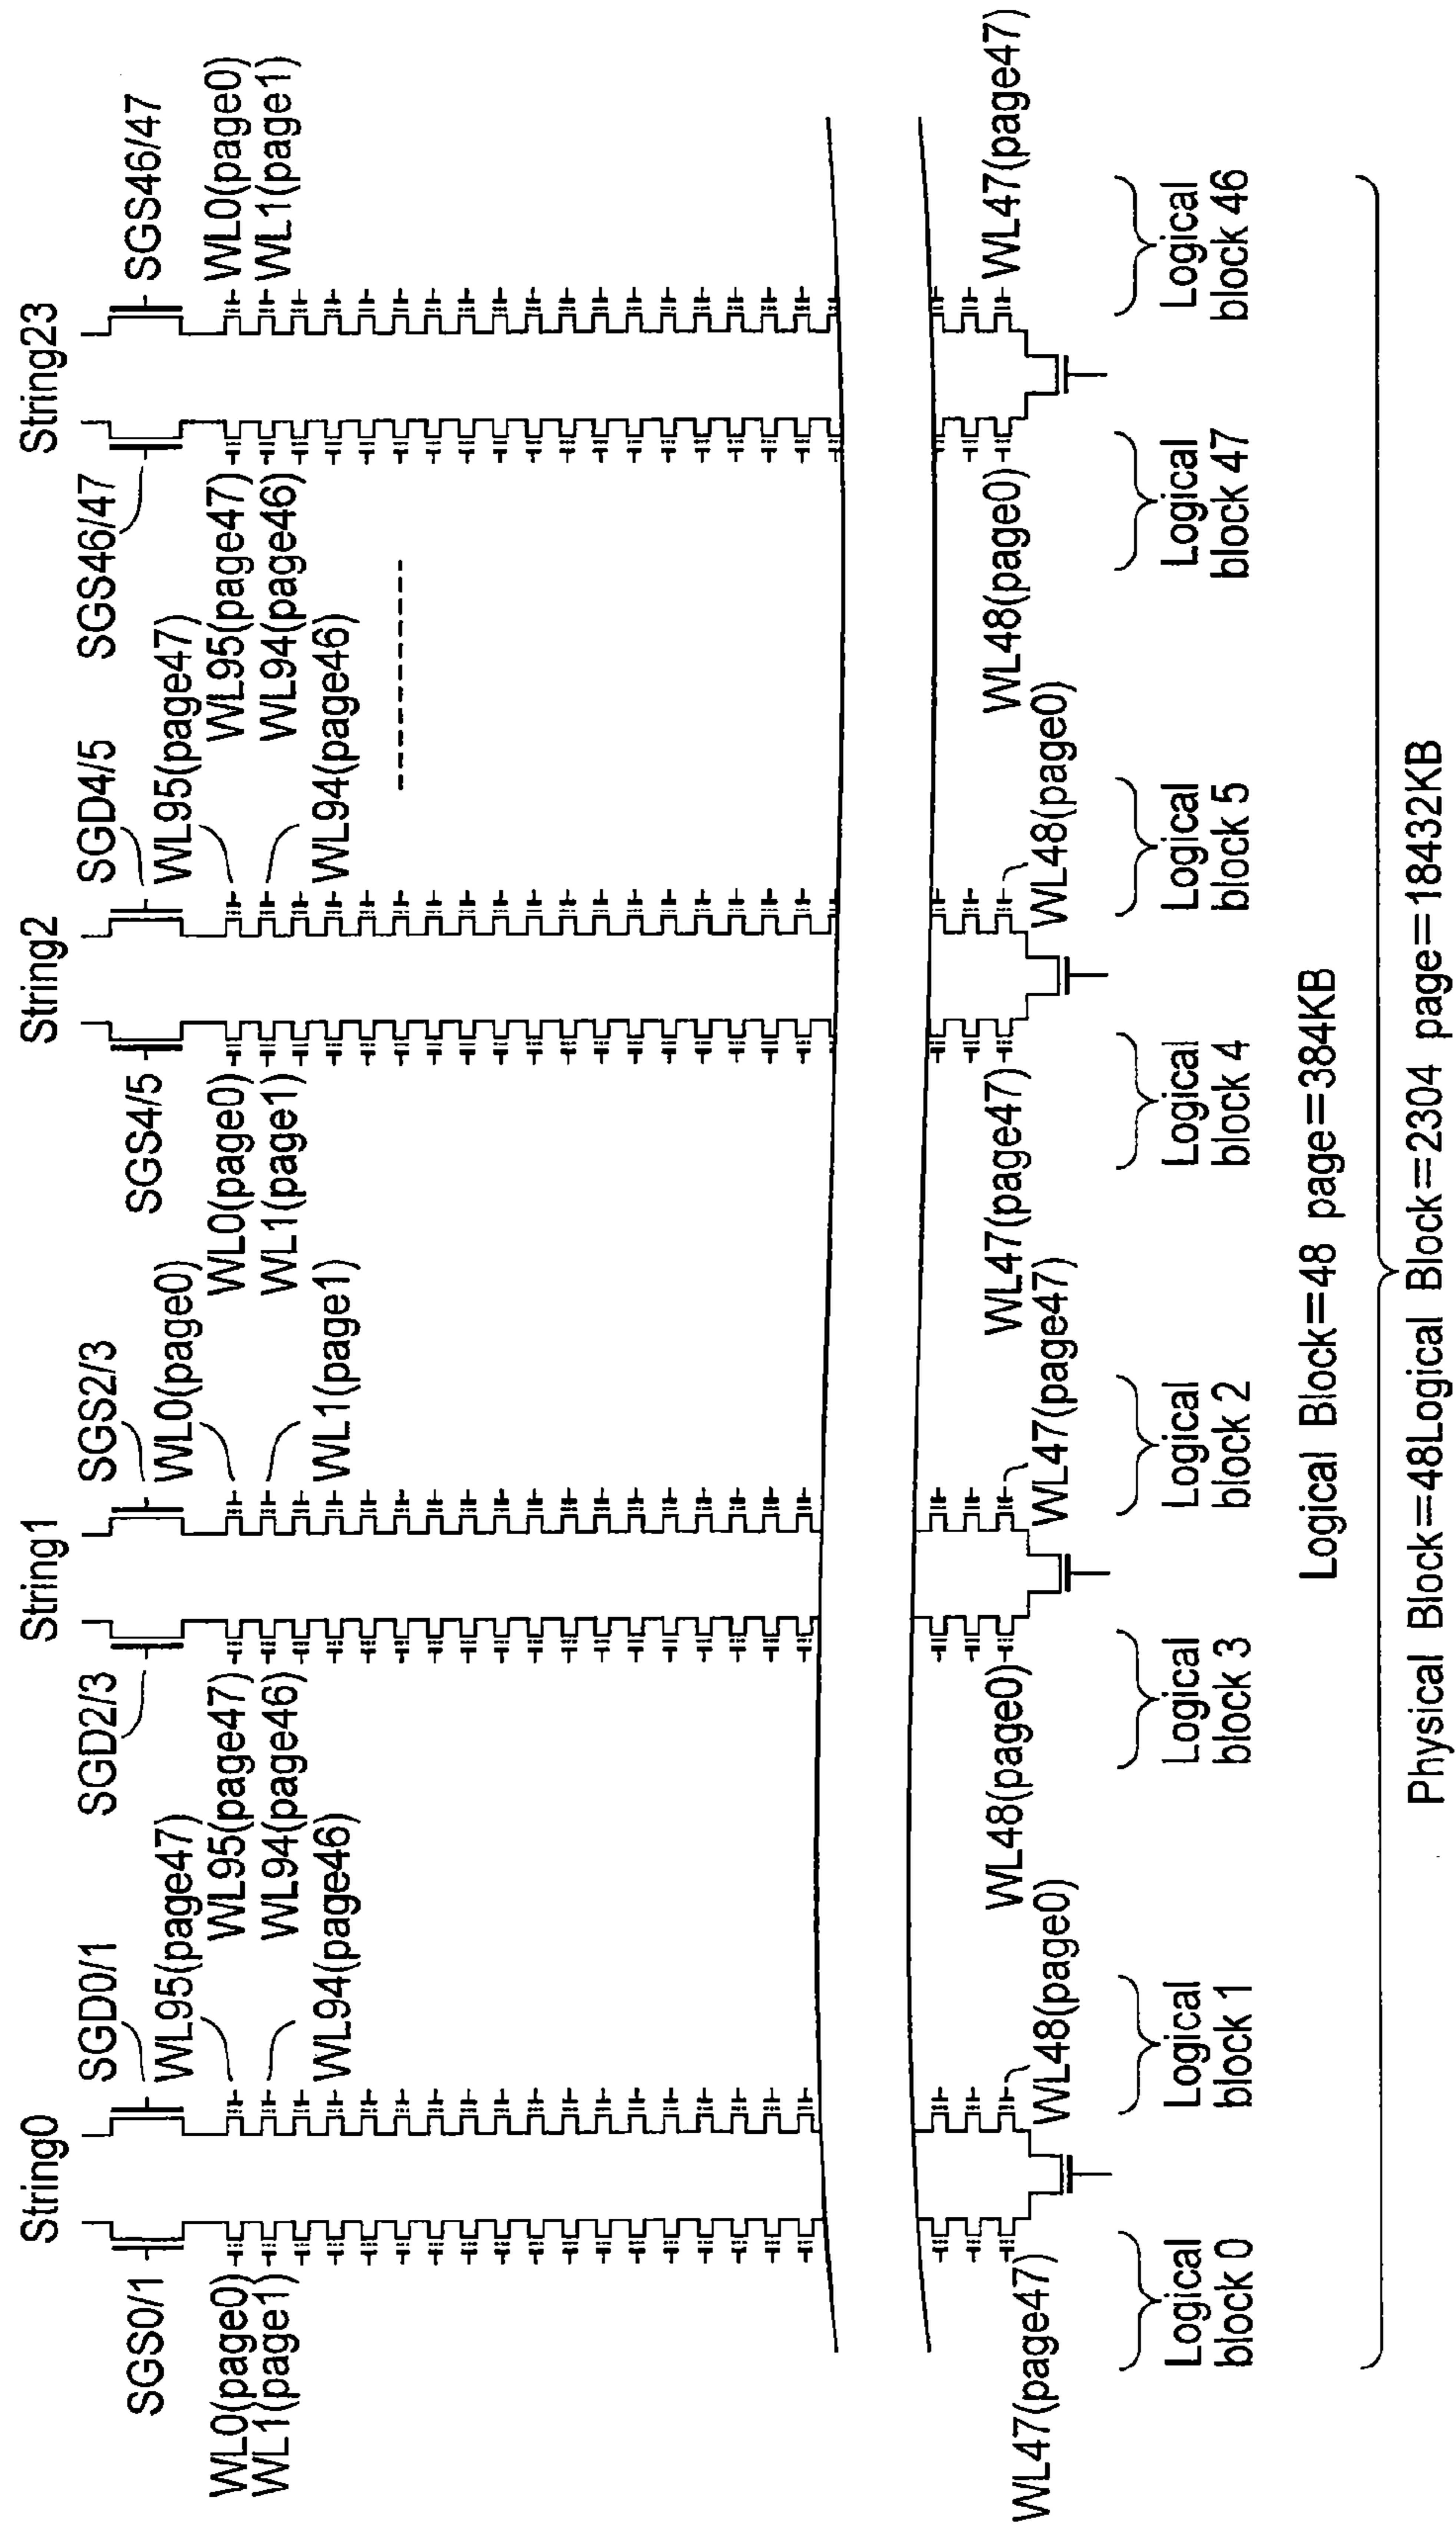 String0
String1
String2
String23
SGS0/1
SGD0/1
SGD2/3
SGS2/3
SGS4/5
SGD4/5
SGS46/47
SGS46/47
WL0(page0)
WL1(page1)
WL95(page47)
WL94(page46)
WL95(page47)
WL94(page46)
WL0(page0)
WL1(page1)
WL0(page0)
WL1(page1)
WL95(page47)
WL94(page46)
WL95(page47)
WL94(page46)
WL0(page0)
WL1(page1)
WL47(page47)
WL48(page0)
WL48(page0)
WL47(page47)
WL47(page47)
WL48(page0)
WL48(page0)
WL47(page47)
Logical
block 0
Logical
block 1
Logical
block 3
Logical
block 2
Logical
block 4
Logical
block 5
Logical
block 47
Logical
block 46
Logical Block=48 page=384KB
Physical Block=48Logical Block=2304 page=18432KB